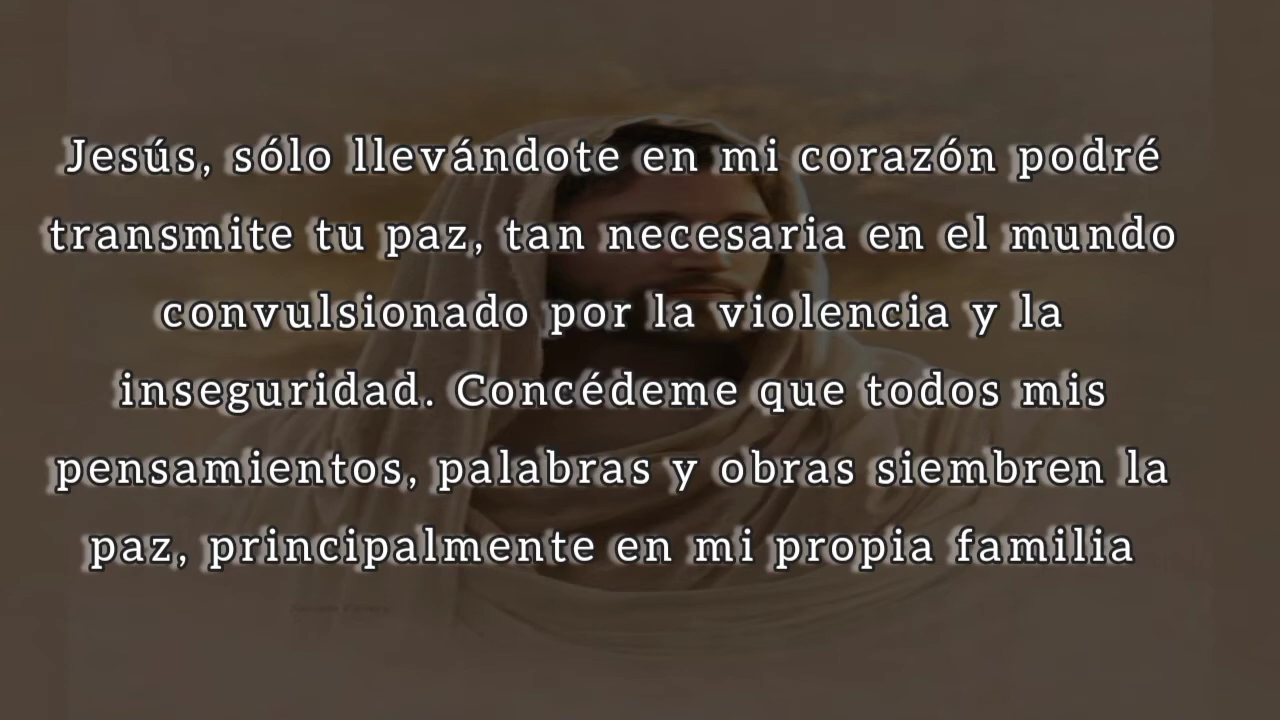 Jesús, sólo llevándote en mi corazón podré
transmite tu paz, tan necesaria en el mundo
convulsionado por la violencia y la
inseguridad. Concédeme que todos mis
pensamientos, palabras y obras siembren la
paz, principalmente en mi propia familia